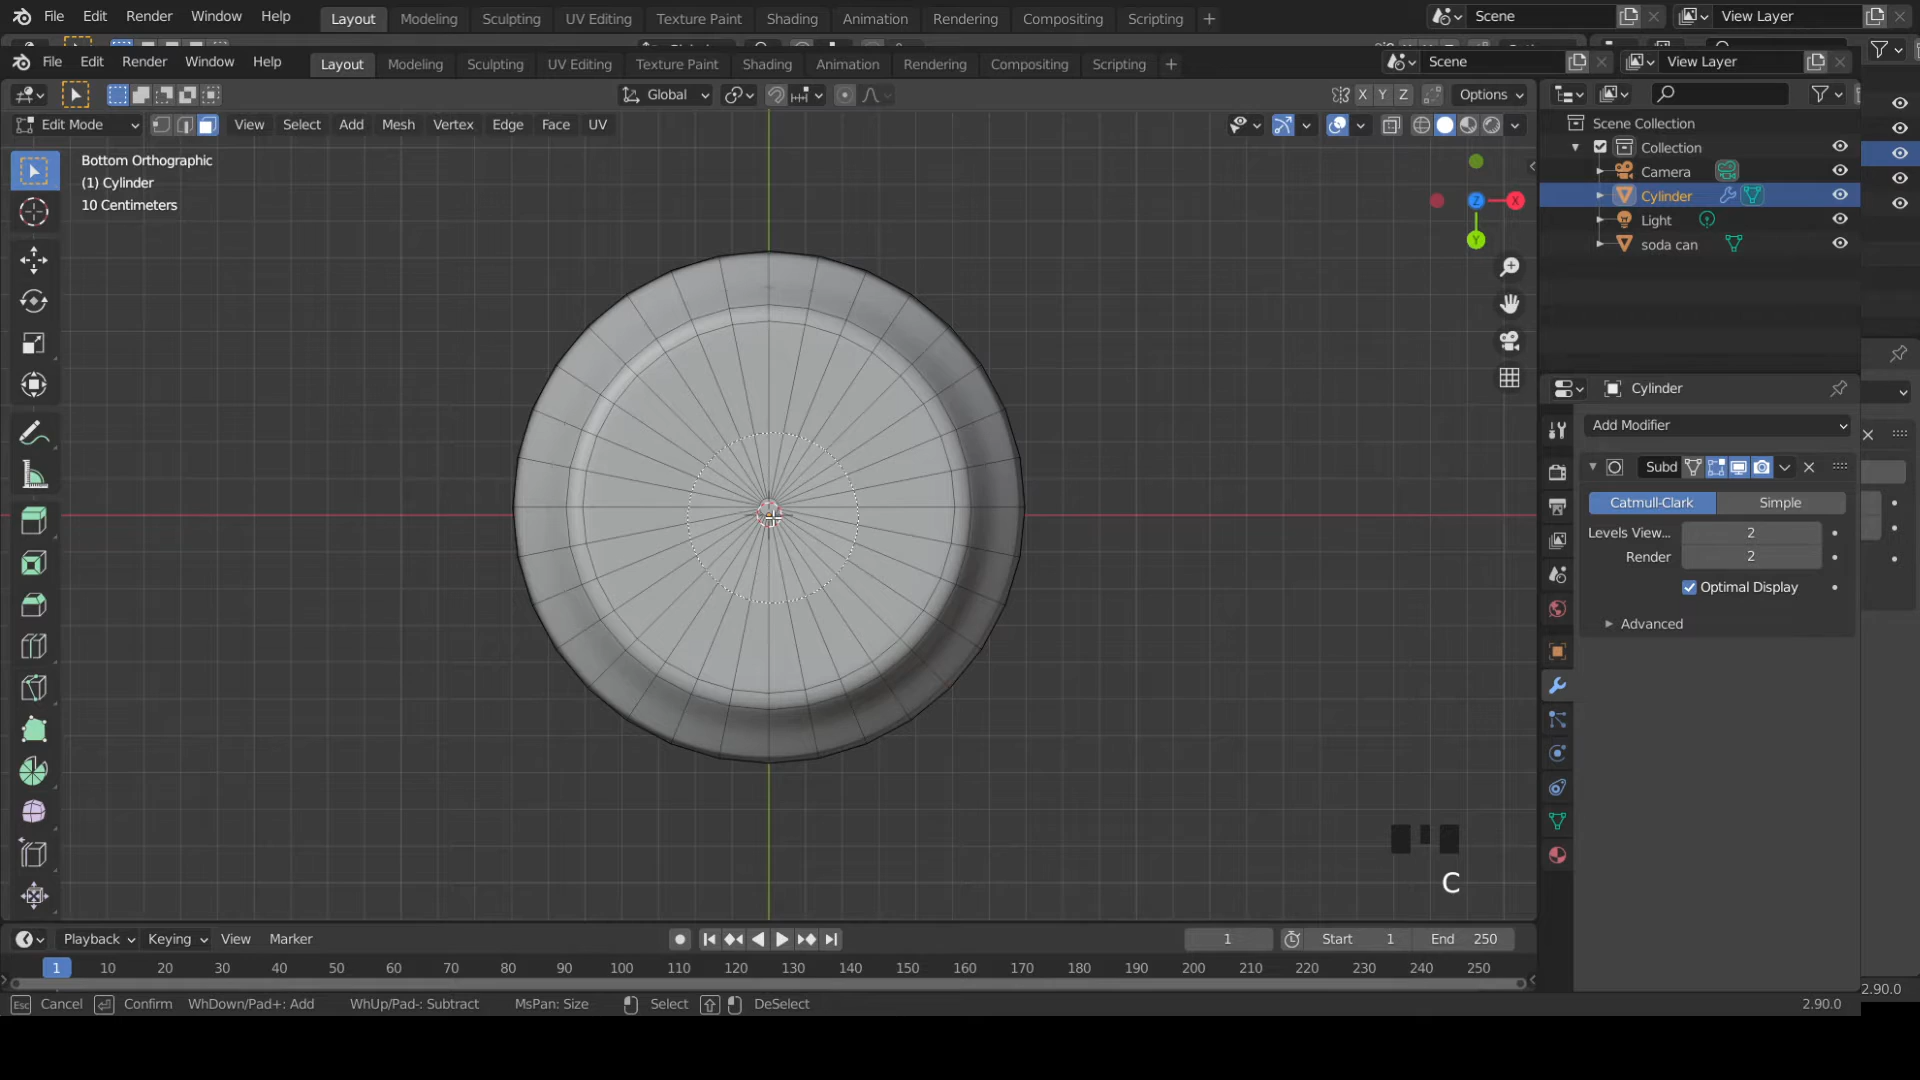 File Edit Render Window Help Layout Modeling Sculpting UV Editing Texture Paint Shading Animation Rendering Compositing Scripting + Scene View Layer
File Edit Render Window Help Layout Modeling Sculpting UV Editing Texture Paint Shading Animation Rendering Compositing Scripting + Scene View Layer
Global X Y Z Options
Edit Mode View Select Add Mesh Vertex Edge Face UV
Scene Collection
Collection
Camera
Cylinder
Light
soda can
Bottom Orthographic
(1) Cylinder
10 Centimeters
Z X
Y
Cylinder
Add Modifier
Subd
Catmull-Clark Simple
Levels View... 2
Render 2
Optimal Display
Advanced
C
Playback Keying View Marker 1 Start 1 End 250
1 10 20 30 40 50 60 70 80 90 100 110 120 130 140 150 160 170 180 190 200 210 220 230 240 250
2.90.0
Esc Cancel Confirm WhDown/Pad+: Add WhUp/Pad-: Subtract MsPan: Size Select DeSelect 2.90.0